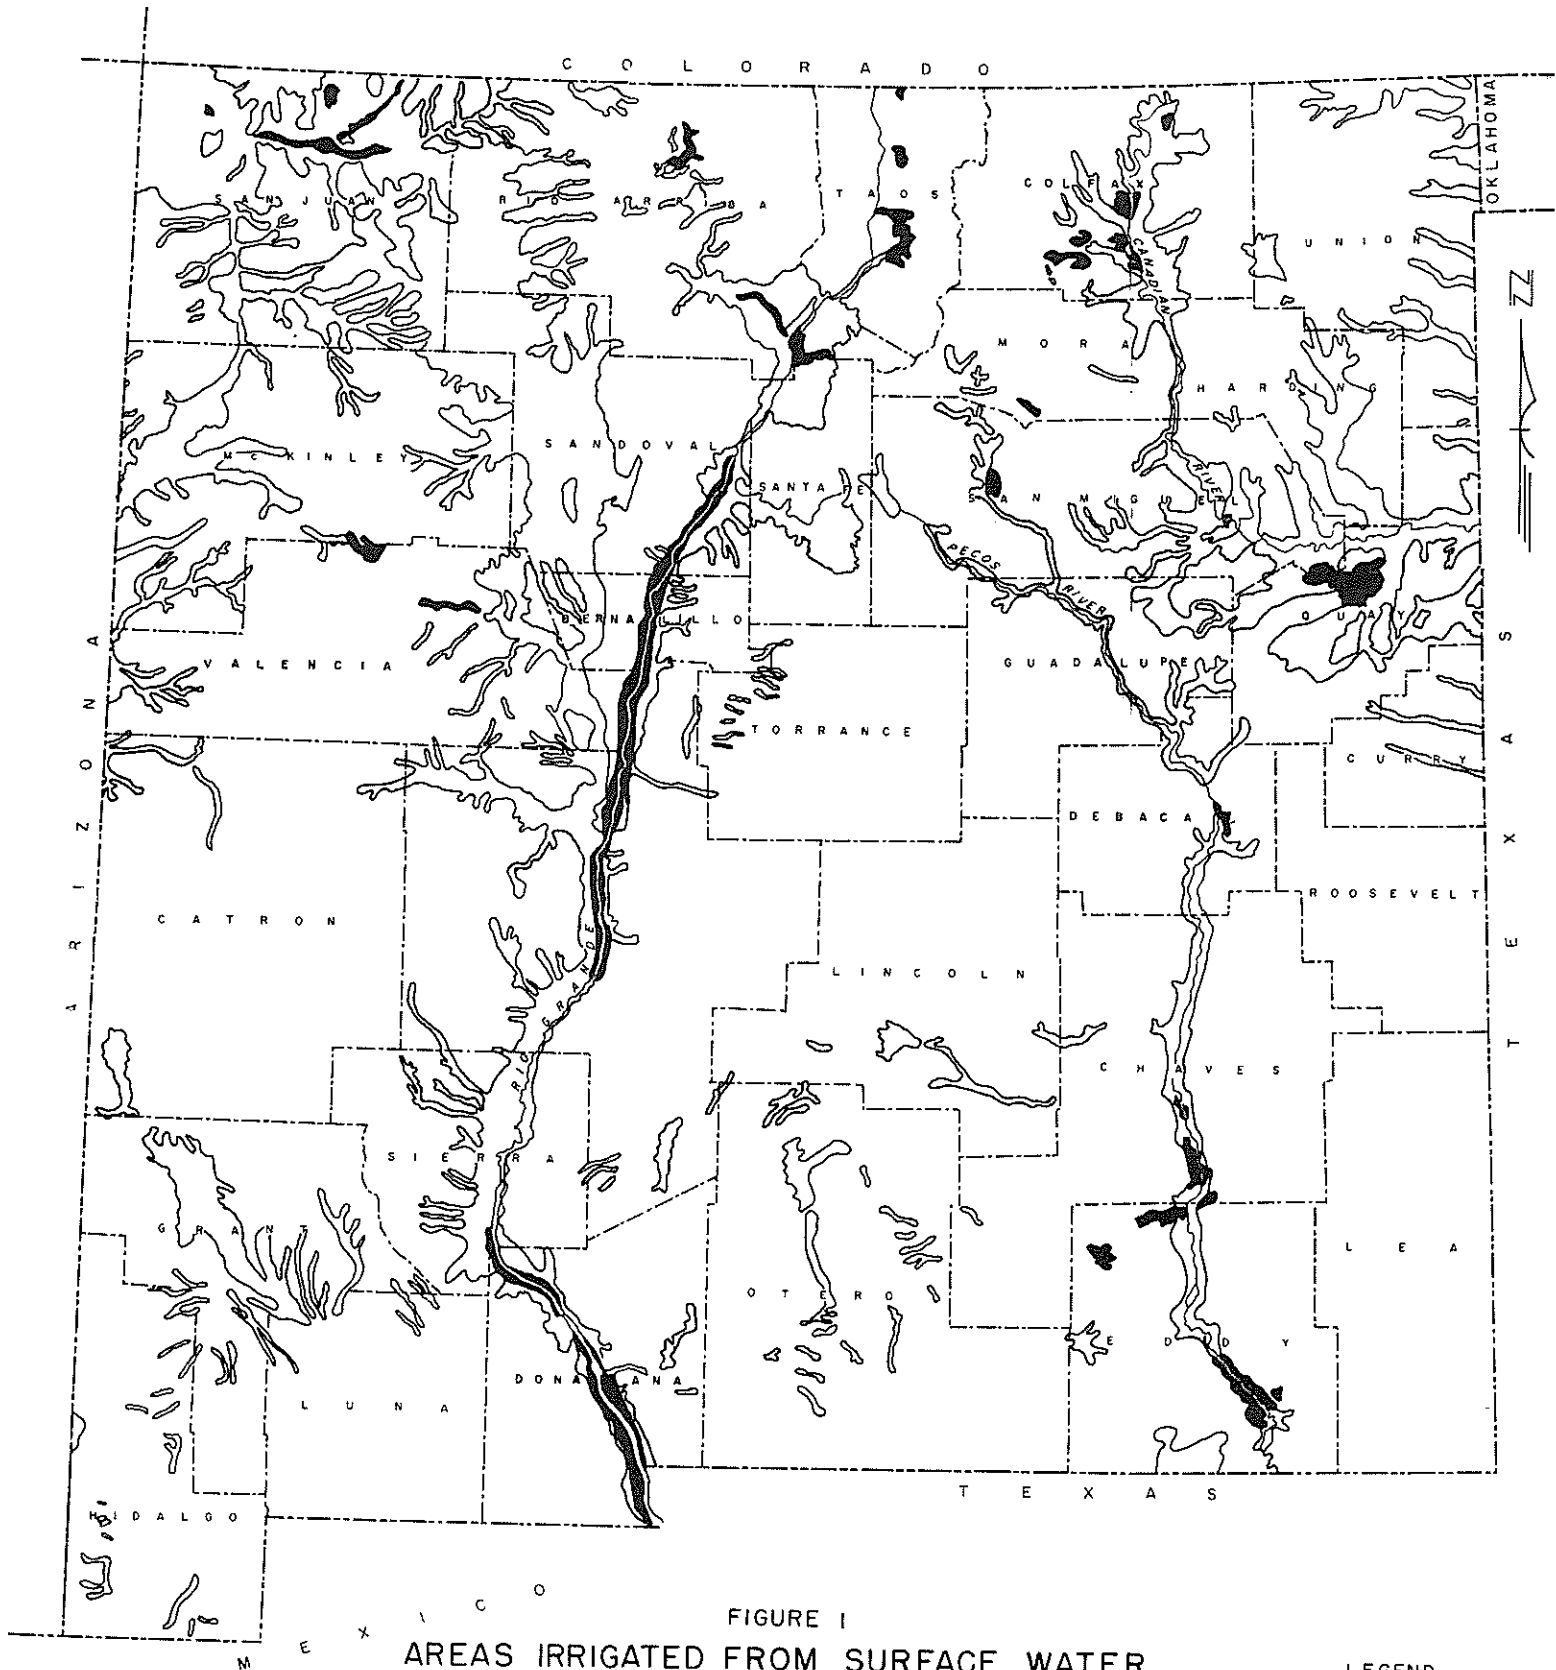 COLORADO
OKLAHOMA
SAN JUAN
RIO ARRIBA
TAOS
COLFAX
UNION
CANADIAN
MORA
HARDING
McKINLEY
SANDOVAL
SANTA FE
SAN MIGUEL
RIVER
PECOS
RIVER
BERNALILLO
QUAY
VALENCIA
GUADALUPE
TORRANCE
CURRY
DEBACA
ROOSEVELT
ARIZONA
TEXAS
CATRON
LINCOLN
RIO GRANDE
CHAVES
SIERRA
GRANT
LEA
OTERO
EDDY
DONA ANA
LUNA
TEXAS
HIDALGO
MEXICO
FIGURE 1
AREAS IRRIGATED FROM SURFACE WATER
LEGEND